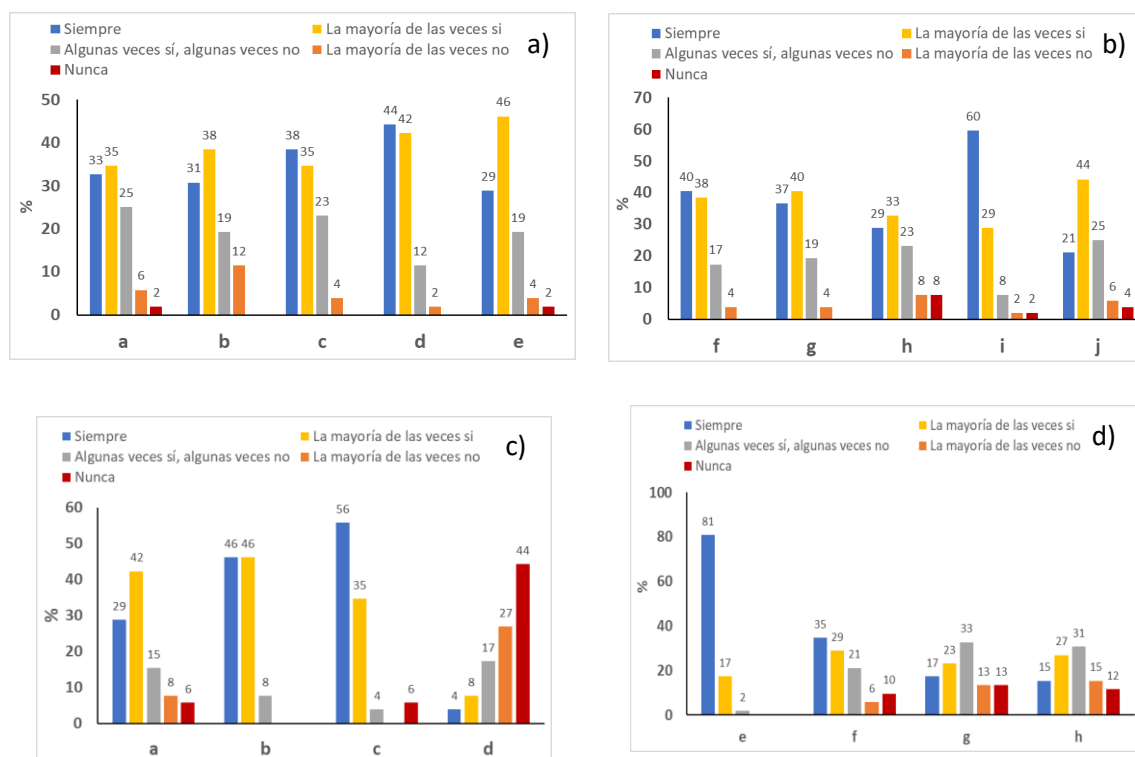 Siempre La mayoría de las veces si
Algunas veces sí, algunas veces no La mayoría de las veces no
Nunca
a)
50
40
30
20
10
0
%
33 35 25 6 2
31 38 19 12
38 35 23 4
44 42 12 2
29 46 19 4 2
a b c d e
Siempre La mayoría de las veces si
Algunas veces sí, algunas veces no La mayoría de las veces no
Nunca
b)
70
60
50
40
30
20
10
0
%
40 38 17 4
37 40 19 4
29 33 23 8 8
60 29 8 2 2
21 44 25 6 4
f g h i j
Siempre La mayoría de las veces si
Algunas veces sí, algunas veces no La mayoría de las veces no
Nunca
c)
60
50
40
30
20
10
0
%
29 42 15 8 6
46 46 8
56 35 4 6
4 8 17 27 44
a b c d
Siempre La mayoría de las veces si
Algunas veces sí, algunas veces no La mayoría de las veces no
Nunca
d)
100
80
60
40
20
0
%
81 17 2
35 29 21 6 10
17 23 33 13 13
15 27 31 15 12
e f g h